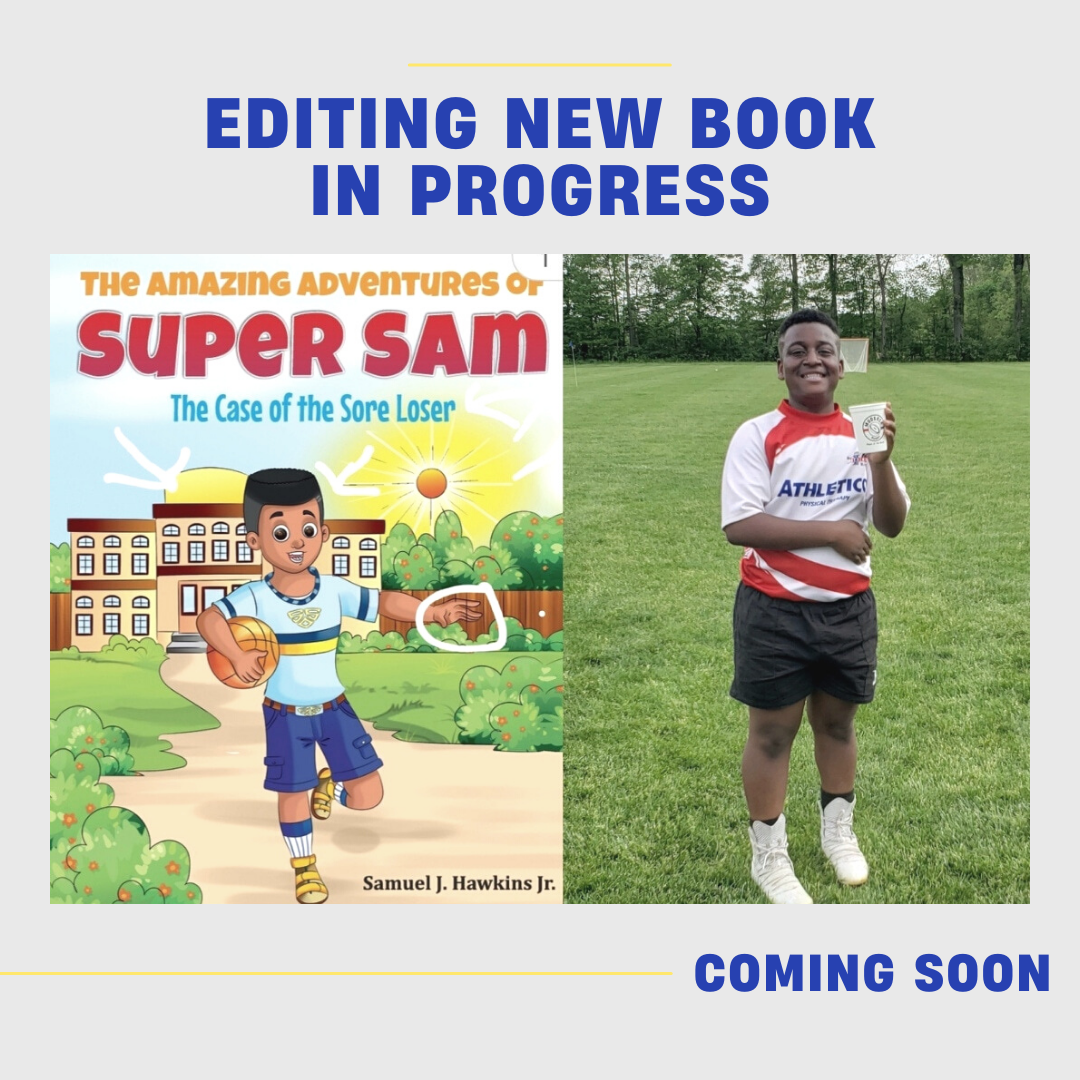 EDITING NEW BOOK
IN PROGRESS
THE AMAZING ADVENTURES OF
SUPER SAM
The Case of the Sore Loser
Samuel J. Hawkins Jr.
ATHLETICO
PHYSICAL
COMING SOON